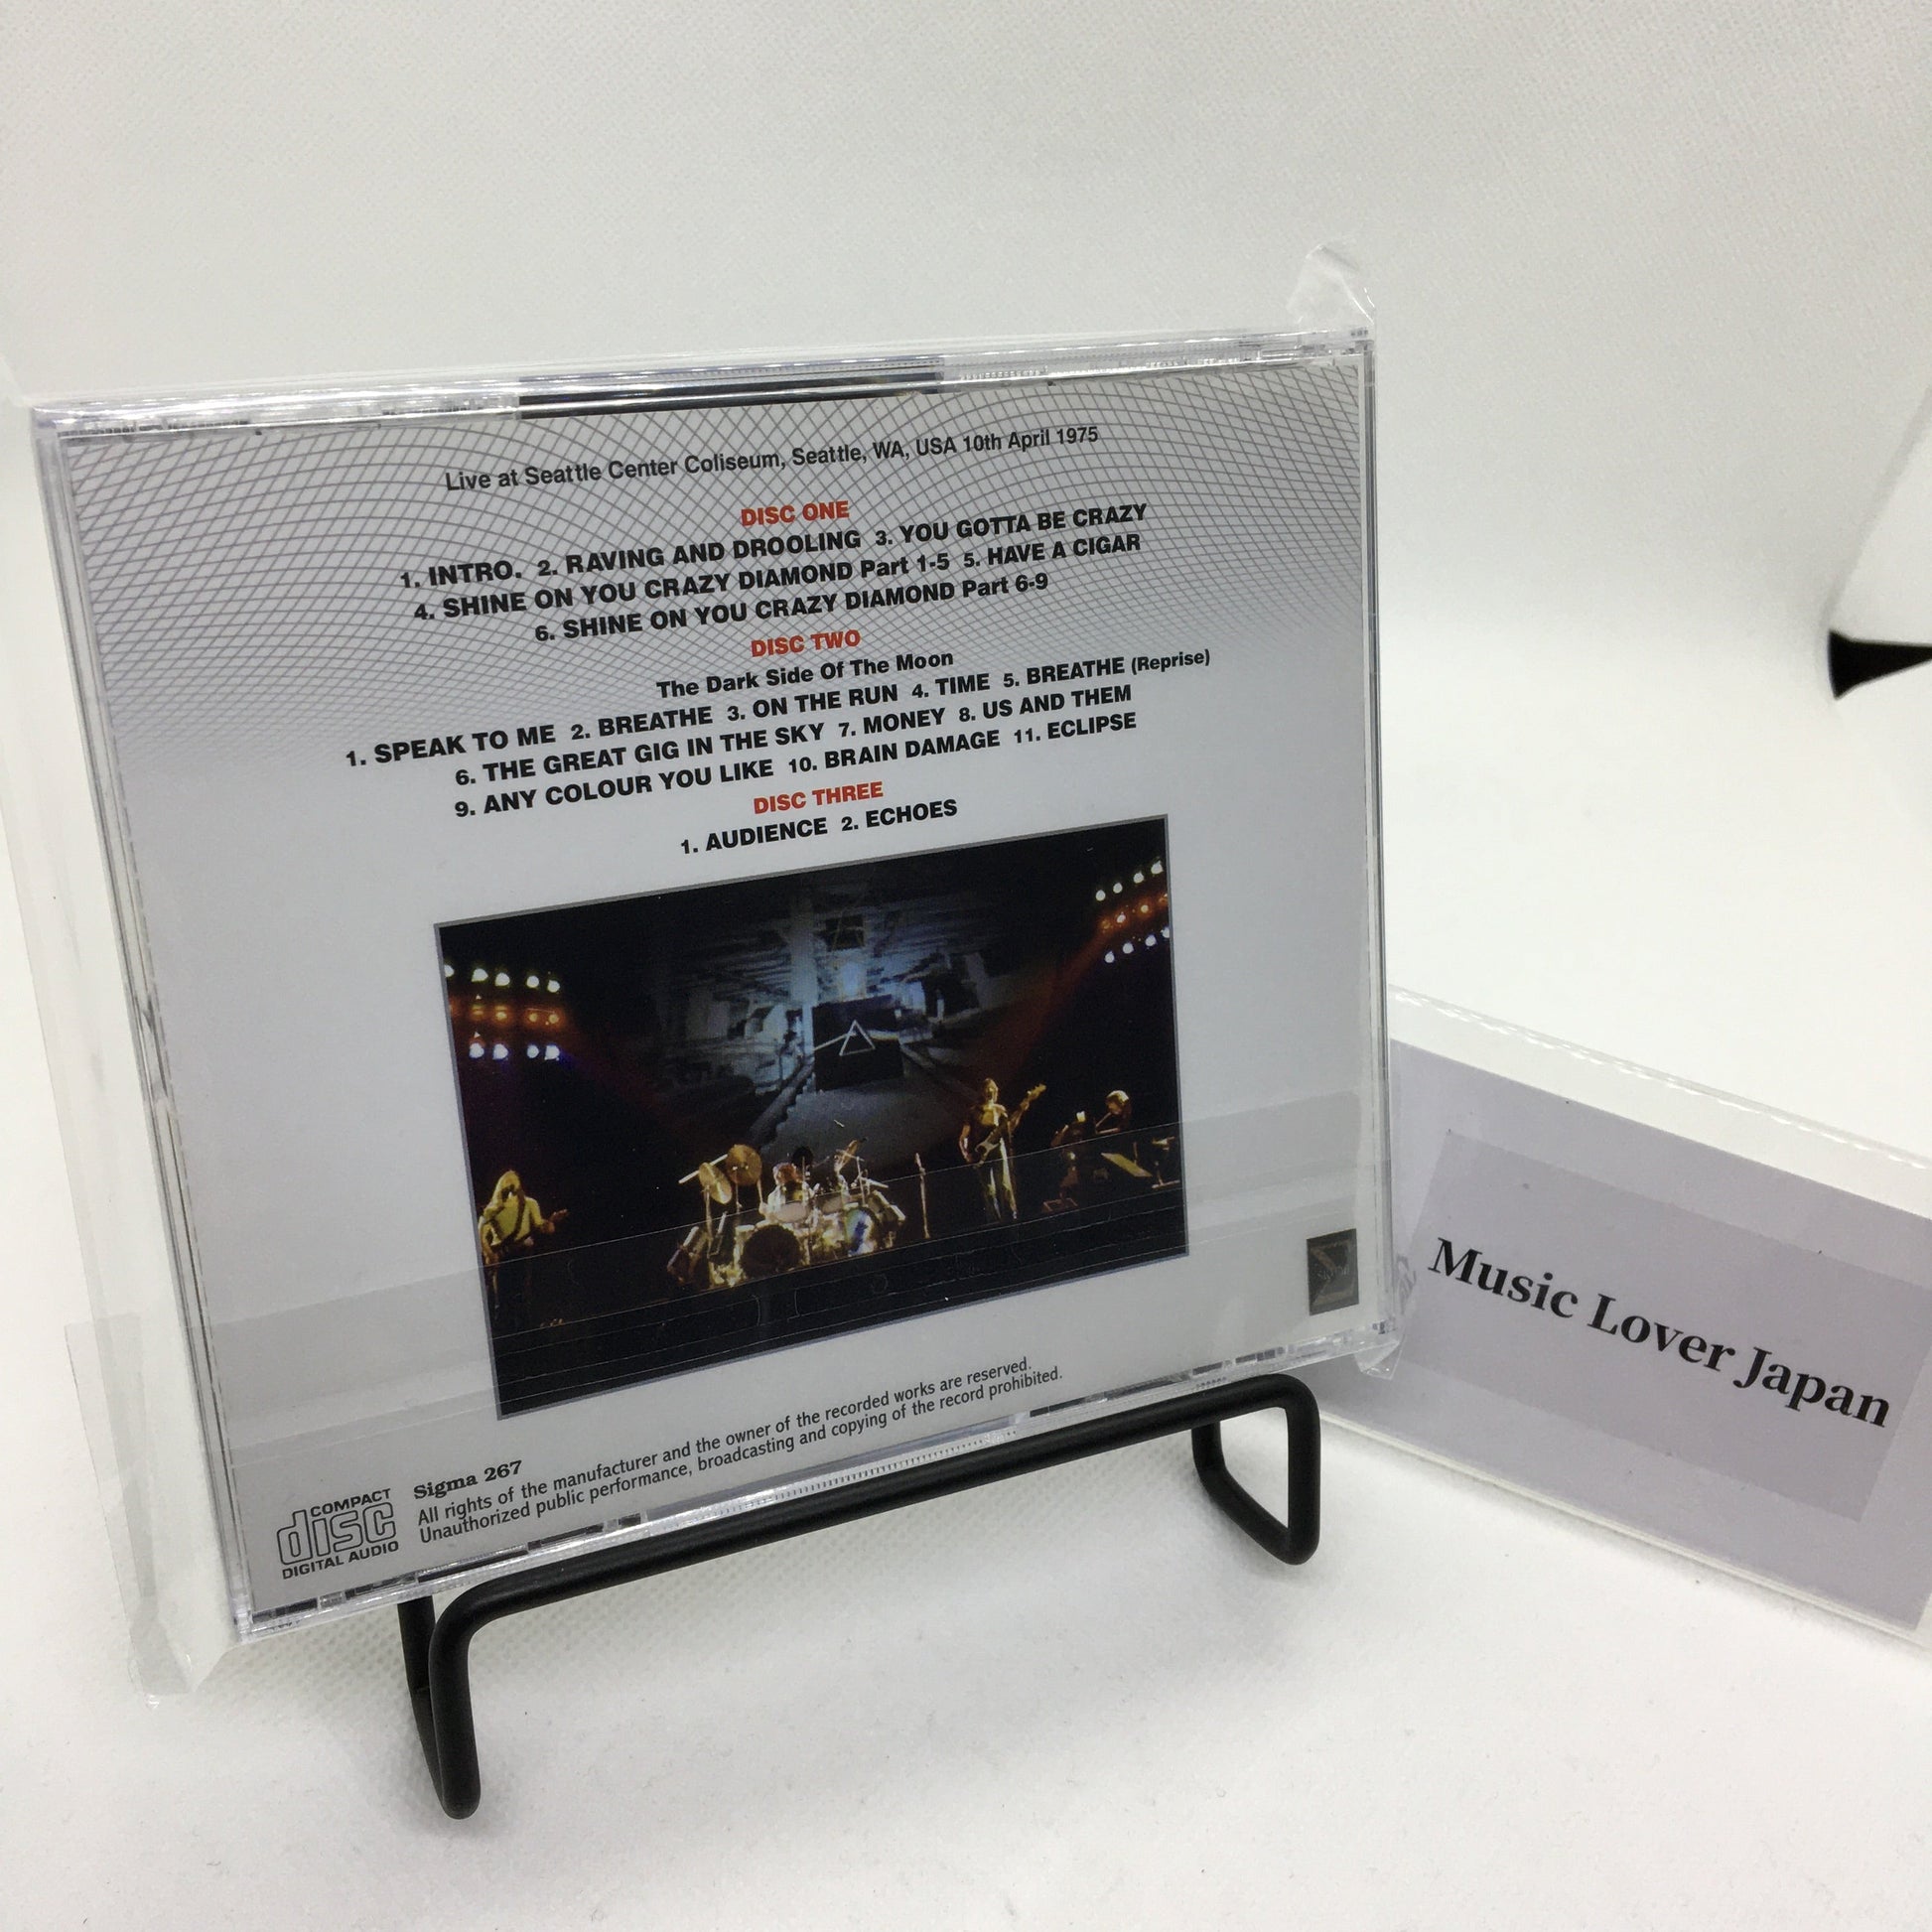 Live at Seattle Center Coliseum, Seattle, WA, USA 10th April 1975
DISC ONE
1. INTRO. 2. RAVING AND DROOLING 3. YOU GOTTA BE CRAZY
4. SHINE ON YOU CRAZY DIAMOND Part 1-5 5. HAVE A CIGAR
6. SHINE ON YOU CRAZY DIAMOND Part 6-9
DISC TWO
The Dark Side Of The Moon
1. SPEAK TO ME 2. BREATHE 3. ON THE RUN 4. TIME 5. BREATHE (Reprise)
6. THE GREAT GIG IN THE SKY 7. MONEY 8. US AND THEM
9. ANY COLOUR YOU LIKE 10. BRAIN DAMAGE 11. ECLIPSE
DISC THREE
1. AUDIENCE 2. ECHOES
Sigma 267
All rights of the manufacturer and the owner of the recorded works are reserved.
Unauthorized public performance, broadcasting and copying of the record prohibited.
COMPACT
disc
DIGITAL AUDIO
Music Lover Japan